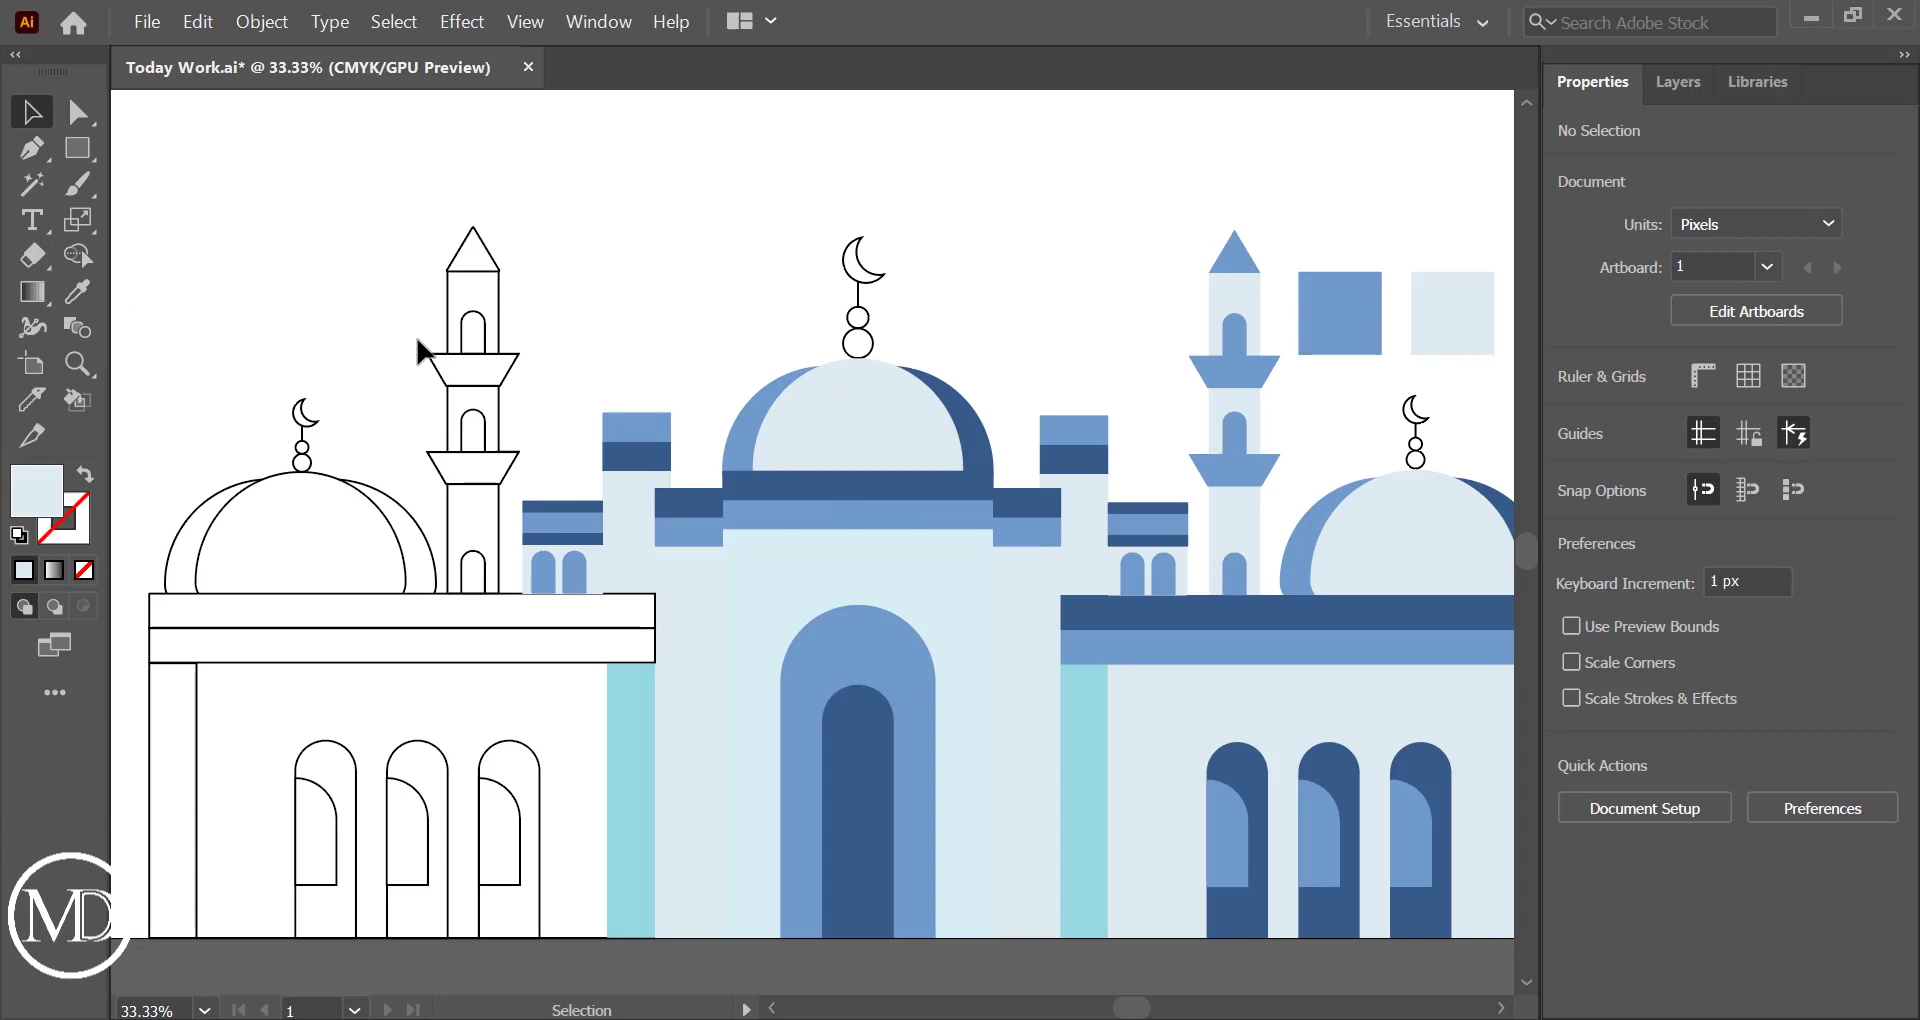 Ai File Edit Object Type Select Effect View Window Help Essentials Search Adobe Stock
Today Work.ai* @ 33.33% (CMYK/GPU Preview) ×
Properties Layers Libraries
No Selection
Document
Units: Pixels
Artboard: 1
Edit Artboards
Ruler & Grids
Guides
Snap Options
Preferences
Keyboard Increment: 1 px
Use Preview Bounds
Scale Corners
Scale Strokes & Effects
Quick Actions
Document Setup Preferences
MD
33.33% 1 Selection